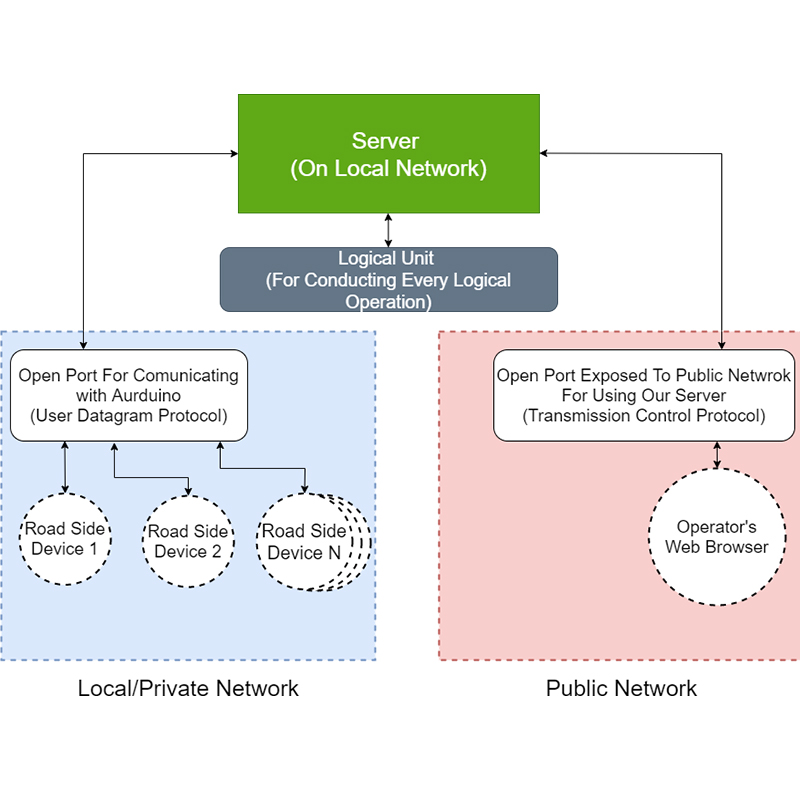 Server
(On Local Network)
Logical Unit
(For Conducting Every Logical
Operation)
Open Port For Comunicating
with Aurduino
(User Datagram Protocol)
Open Port Exposed To Public Netwrok
For Using Our Server
(Transmission Control Protocol)
Road Side
Device 1
Road Side
Device 2
Road Side
Device N
Operator's
Web Browser
Local/Private Network
Public Network